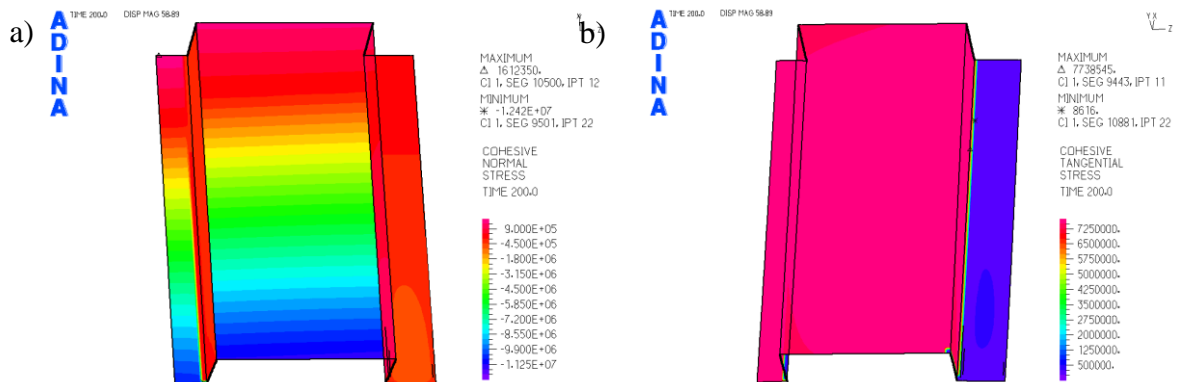 a)
ADINA
TIME 200.0 DISP MAG 58.89
MAXIMUM
Δ 1612350.
CI 1, SEG 10500, IPT 12
MINIMUM
* -1.242E+07
CI 1, SEG 9501, IPT 22
COHESIVE
NORMAL
STRESS
TIME 200.0
9.000E+05
-4.500E+05
-1.800E+06
-3.150E+06
-4.500E+06
-5.850E+06
-7.200E+06
-8.550E+06
-9.900E+06
-1.125E+07
b)
ADINA
TIME 200.0 DISP MAG 58.89
Y X
Z
MAXIMUM
Δ 7738545.
CI 1, SEG 9443, IPT 11
MINIMUM
* 8616.
CI 1, SEG 10881, IPT 22
COHESIVE
TANGENTIAL
STRESS
TIME 200.0
7250000.
6500000.
5750000.
5000000.
4250000.
3500000.
2750000.
2000000.
1250000.
500000.